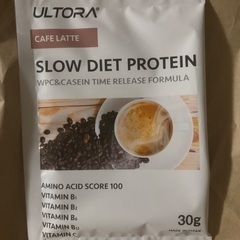 ULTORA®
CAFE LATTE
SLOW DIET PROTEIN
WPC&CASEIN TIME RELEASE FORMULA
AMINO ACID SCORE 100
VITAMIN B₁
VITAMIN B₂
VITAMIN B₆
VITAMIN B₁₂
VITAMIN C
30g